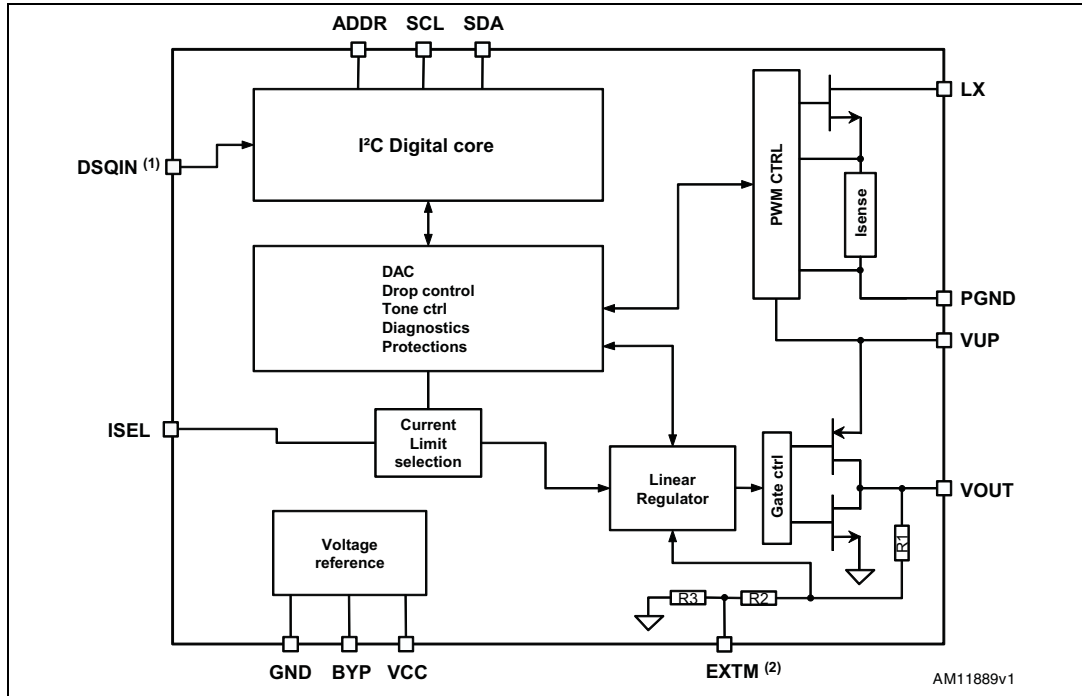 ADDR SCL SDA
LX
I²C Digital core
DSQIN (1)
PWM CTRL
Isense
DAC
Drop control
Tone ctrl
Diagnostics
Protections
PGND
VUP
ISEL
Current
Limit
selection
Linear
Regulator
Gate ctrl
VOUT
R1
Voltage
reference
R3 R2
GND BYP VCC
EXTM (2)
AM11889v1